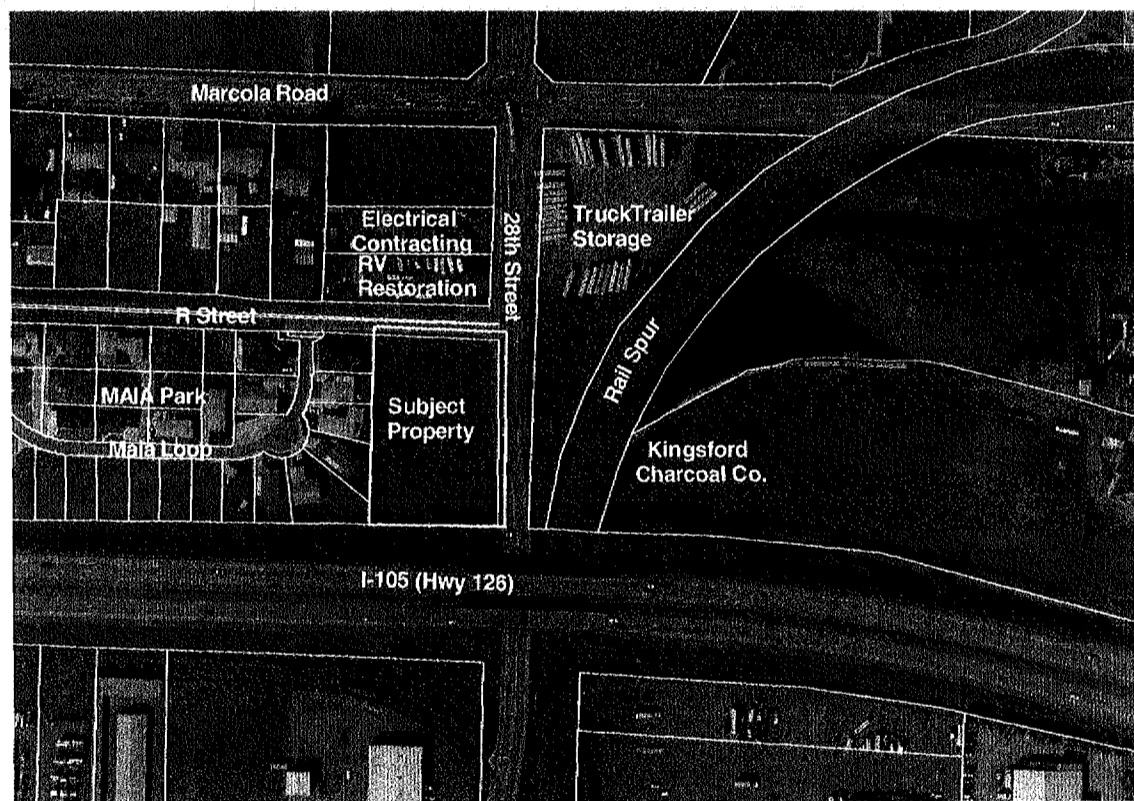 Marcola Road
Electrical
Contracting
RV
Restoration
28th Street
TruckTrailer
Storage
R Street
Rail Spur
MAIA Park
Maia Loop
Subject
Property
Kingsford
Charcoal Co.
I-105 (Hwy 126)